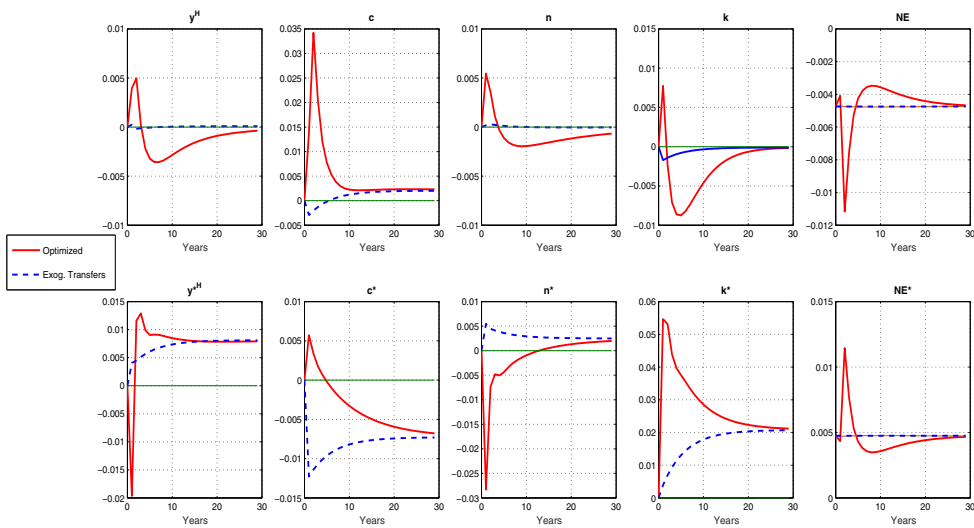 y^H c n k NE
0.01 0.035 0.01 0.015 0
0.03 −0.002
0.005 0.025 0.005 0.01 −0.004
0.005
0 0.015 0 −0.006
0 −0.008
−0.005 0.005 −0.005 −0.005 −0.01
0
−0.01 −0.005 −0.01 −0.01 −0.012
0 10 20 30 0 10 20 30 0 10 20 30 0 10 20 30 0 10 20 30
Years Years Years Years Years
Optimized
Exog. Transfers
y*^H c* n* k* NE*
0.015 0.01 0.01 0.06 0.015
0.01 0.005 0.005 0.05
0.005 0 0.04 0.01
0 0 −0.005
−0.005 −0.01 0.03
−0.005 −0.015 0.02 0.005
−0.01 −0.01 −0.02
−0.015 −0.025 0.01
−0.02 −0.015 −0.03 0 0
0 10 20 30 0 10 20 30 0 10 20 30 0 10 20 30 0 10 20 30
Years Years Years Years Years